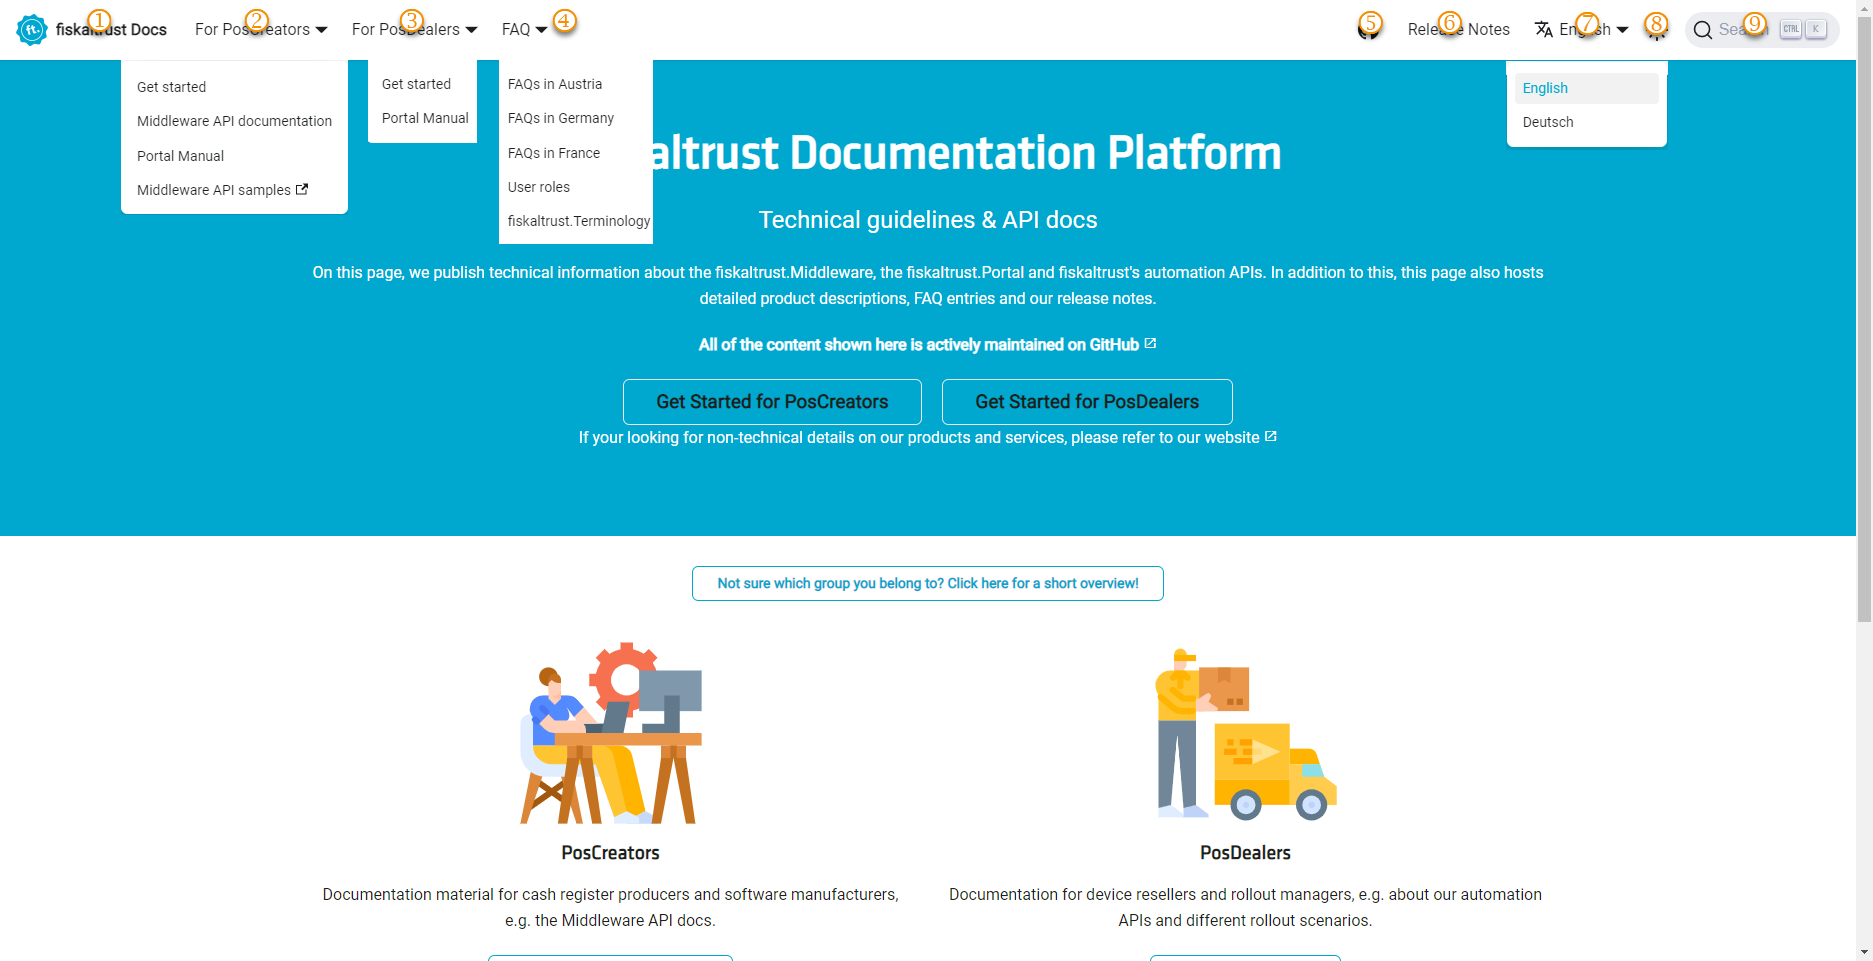 ft. fiskaltrust Docs
For PosCreators
For PosDealers
FAQ
Release Notes
English
Search
CTRL K
1
2
3
4
5
6
7
8
9
Get started
Middleware API documentation
Portal Manual
Middleware API samples
Get started
Portal Manual
FAQs in Austria
FAQs in Germany
FAQs in France
User roles
fiskaltrust.Terminology
English
Deutsch
altrust Documentation Platform
Technical guidelines & API docs
On this page, we publish technical information about the fiskaltrust.Middleware, the fiskaltrust.Portal and fiskaltrust's automation APIs. In addition to this, this page also hosts
detailed product descriptions, FAQ entries and our release notes.
All of the content shown here is actively maintained on GitHub
Get Started for PosCreators
Get Started for PosDealers
If your looking for non-technical details on our products and services, please refer to our website
Not sure which group you belong to? Click here for a short overview!
PosCreators
Documentation material for cash register producers and software manufacturers,
e.g. the Middleware API docs.
PosDealers
Documentation for device resellers and rollout managers, e.g. about our automation
APIs and different rollout scenarios.